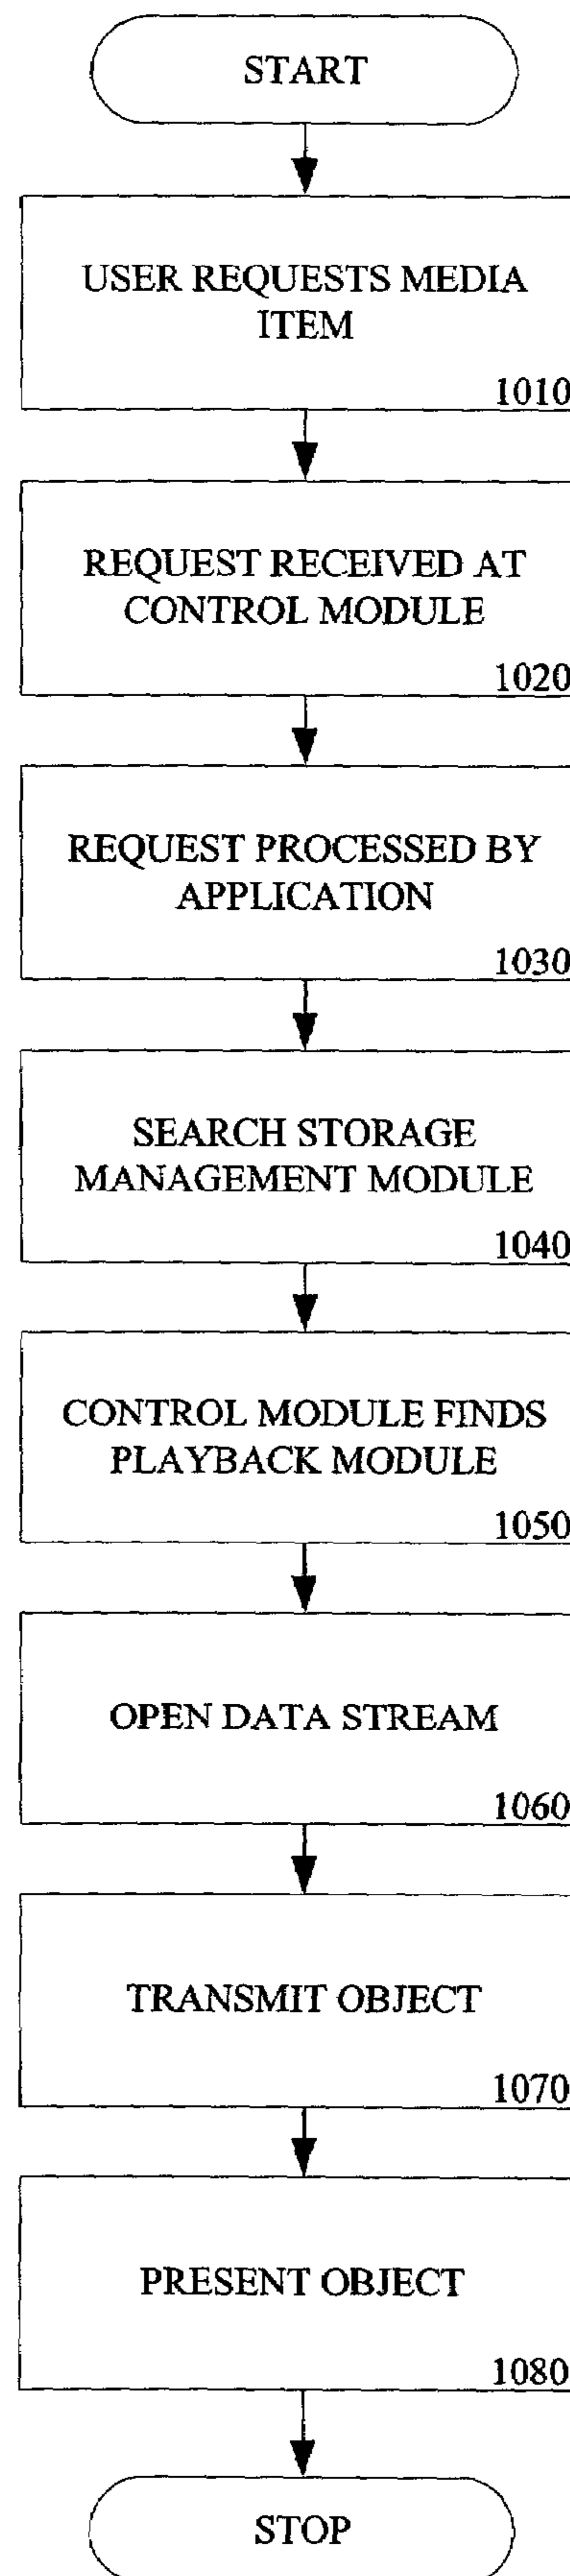 START
USER REQUESTS MEDIA
ITEM
1010
REQUEST RECEIVED AT
CONTROL MODULE
1020
REQUEST PROCESSED BY
APPLICATION
1030
SEARCH STORAGE
MANAGEMENT MODULE
1040
CONTROL MODULE FINDS
PLAYBACK MODULE
1050
OPEN DATA STREAM
1060
TRANSMIT OBJECT
1070
PRESENT OBJECT
1080
STOP